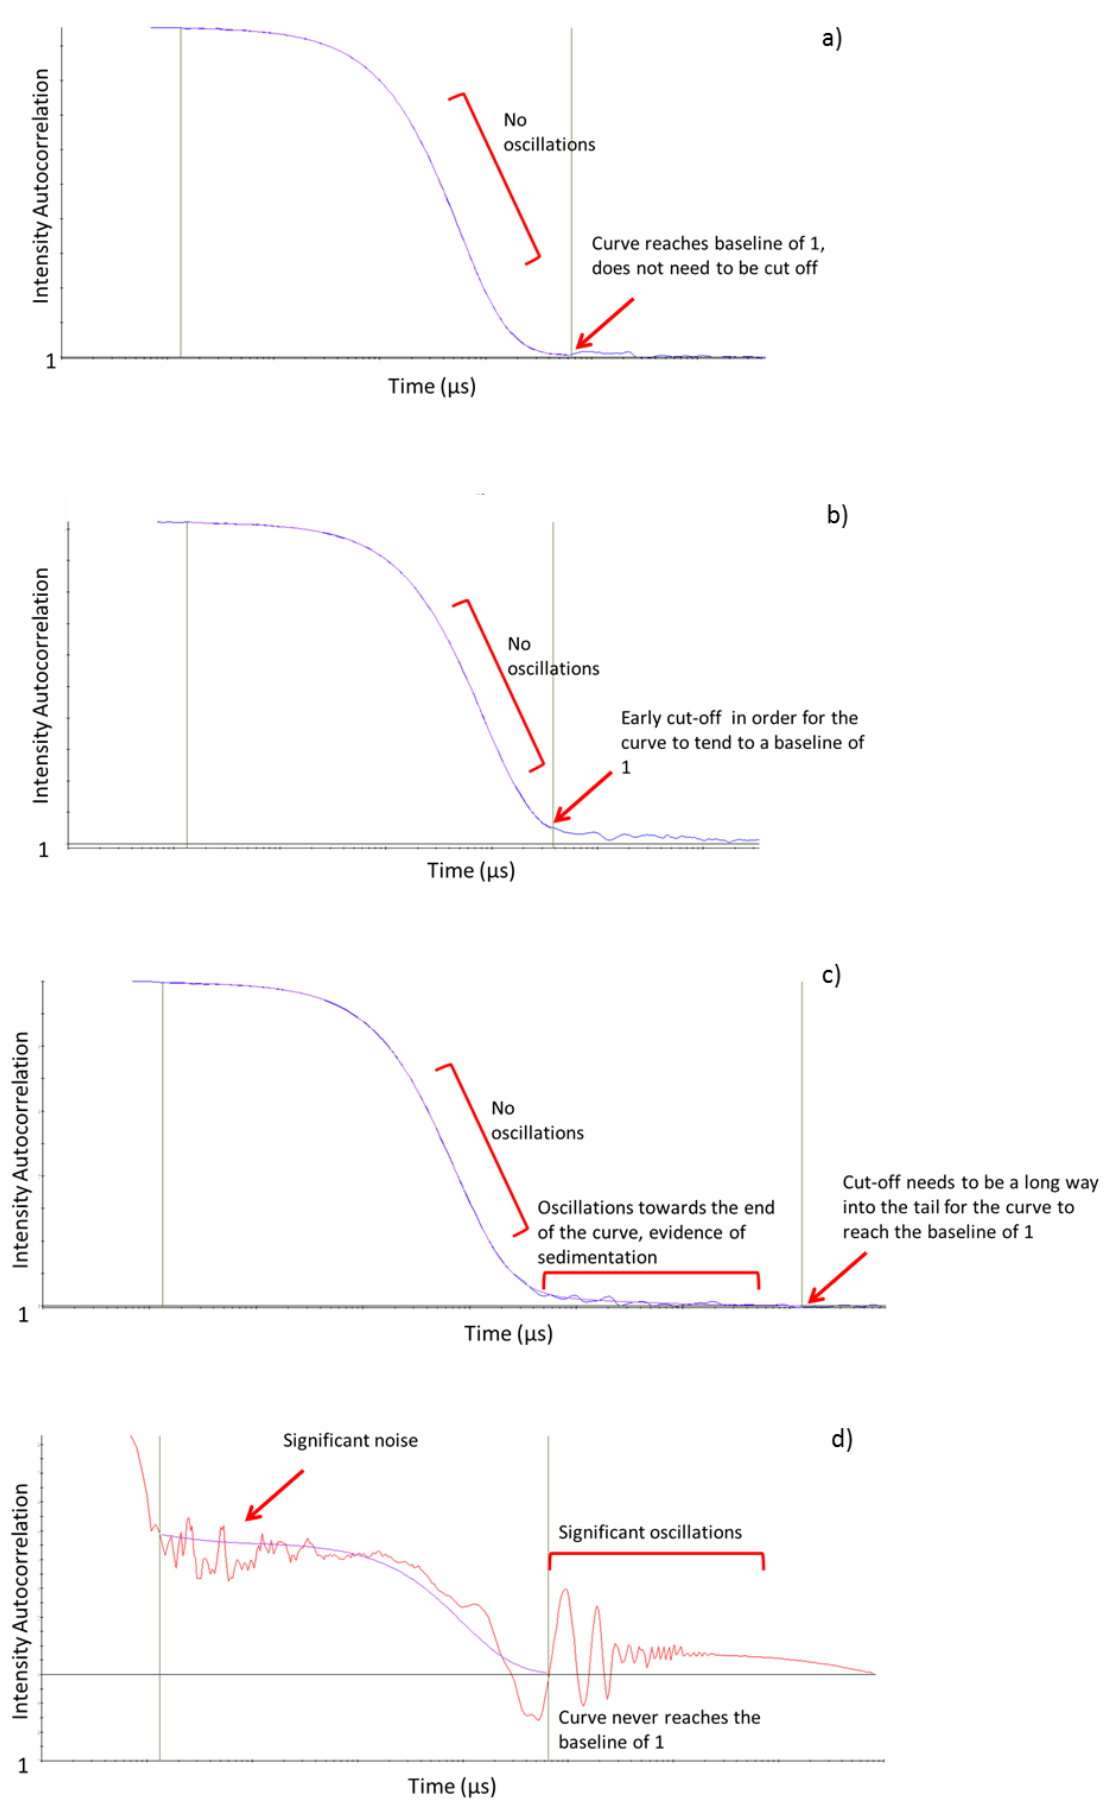 a)
Intensity Autocorrelation
No
oscillations
Curve reaches baseline of 1,
does not need to be cut off
1
Time (µs)
b)
Intensity Autocorrelation
No
oscillations
Early cut-off in order for the
curve to tend to a baseline of
1
1
Time (µs)
c)
Intensity Autocorrelation
No
oscillations
Cut-off needs to be a long way
into the tail for the curve to
reach the baseline of 1
Oscillations towards the end
of the curve, evidence of
sedimentation
1
Time (µs)
d)
Significant noise
Intensity Autocorrelation
Significant oscillations
Curve never reaches the
baseline of 1
1
Time (µs)